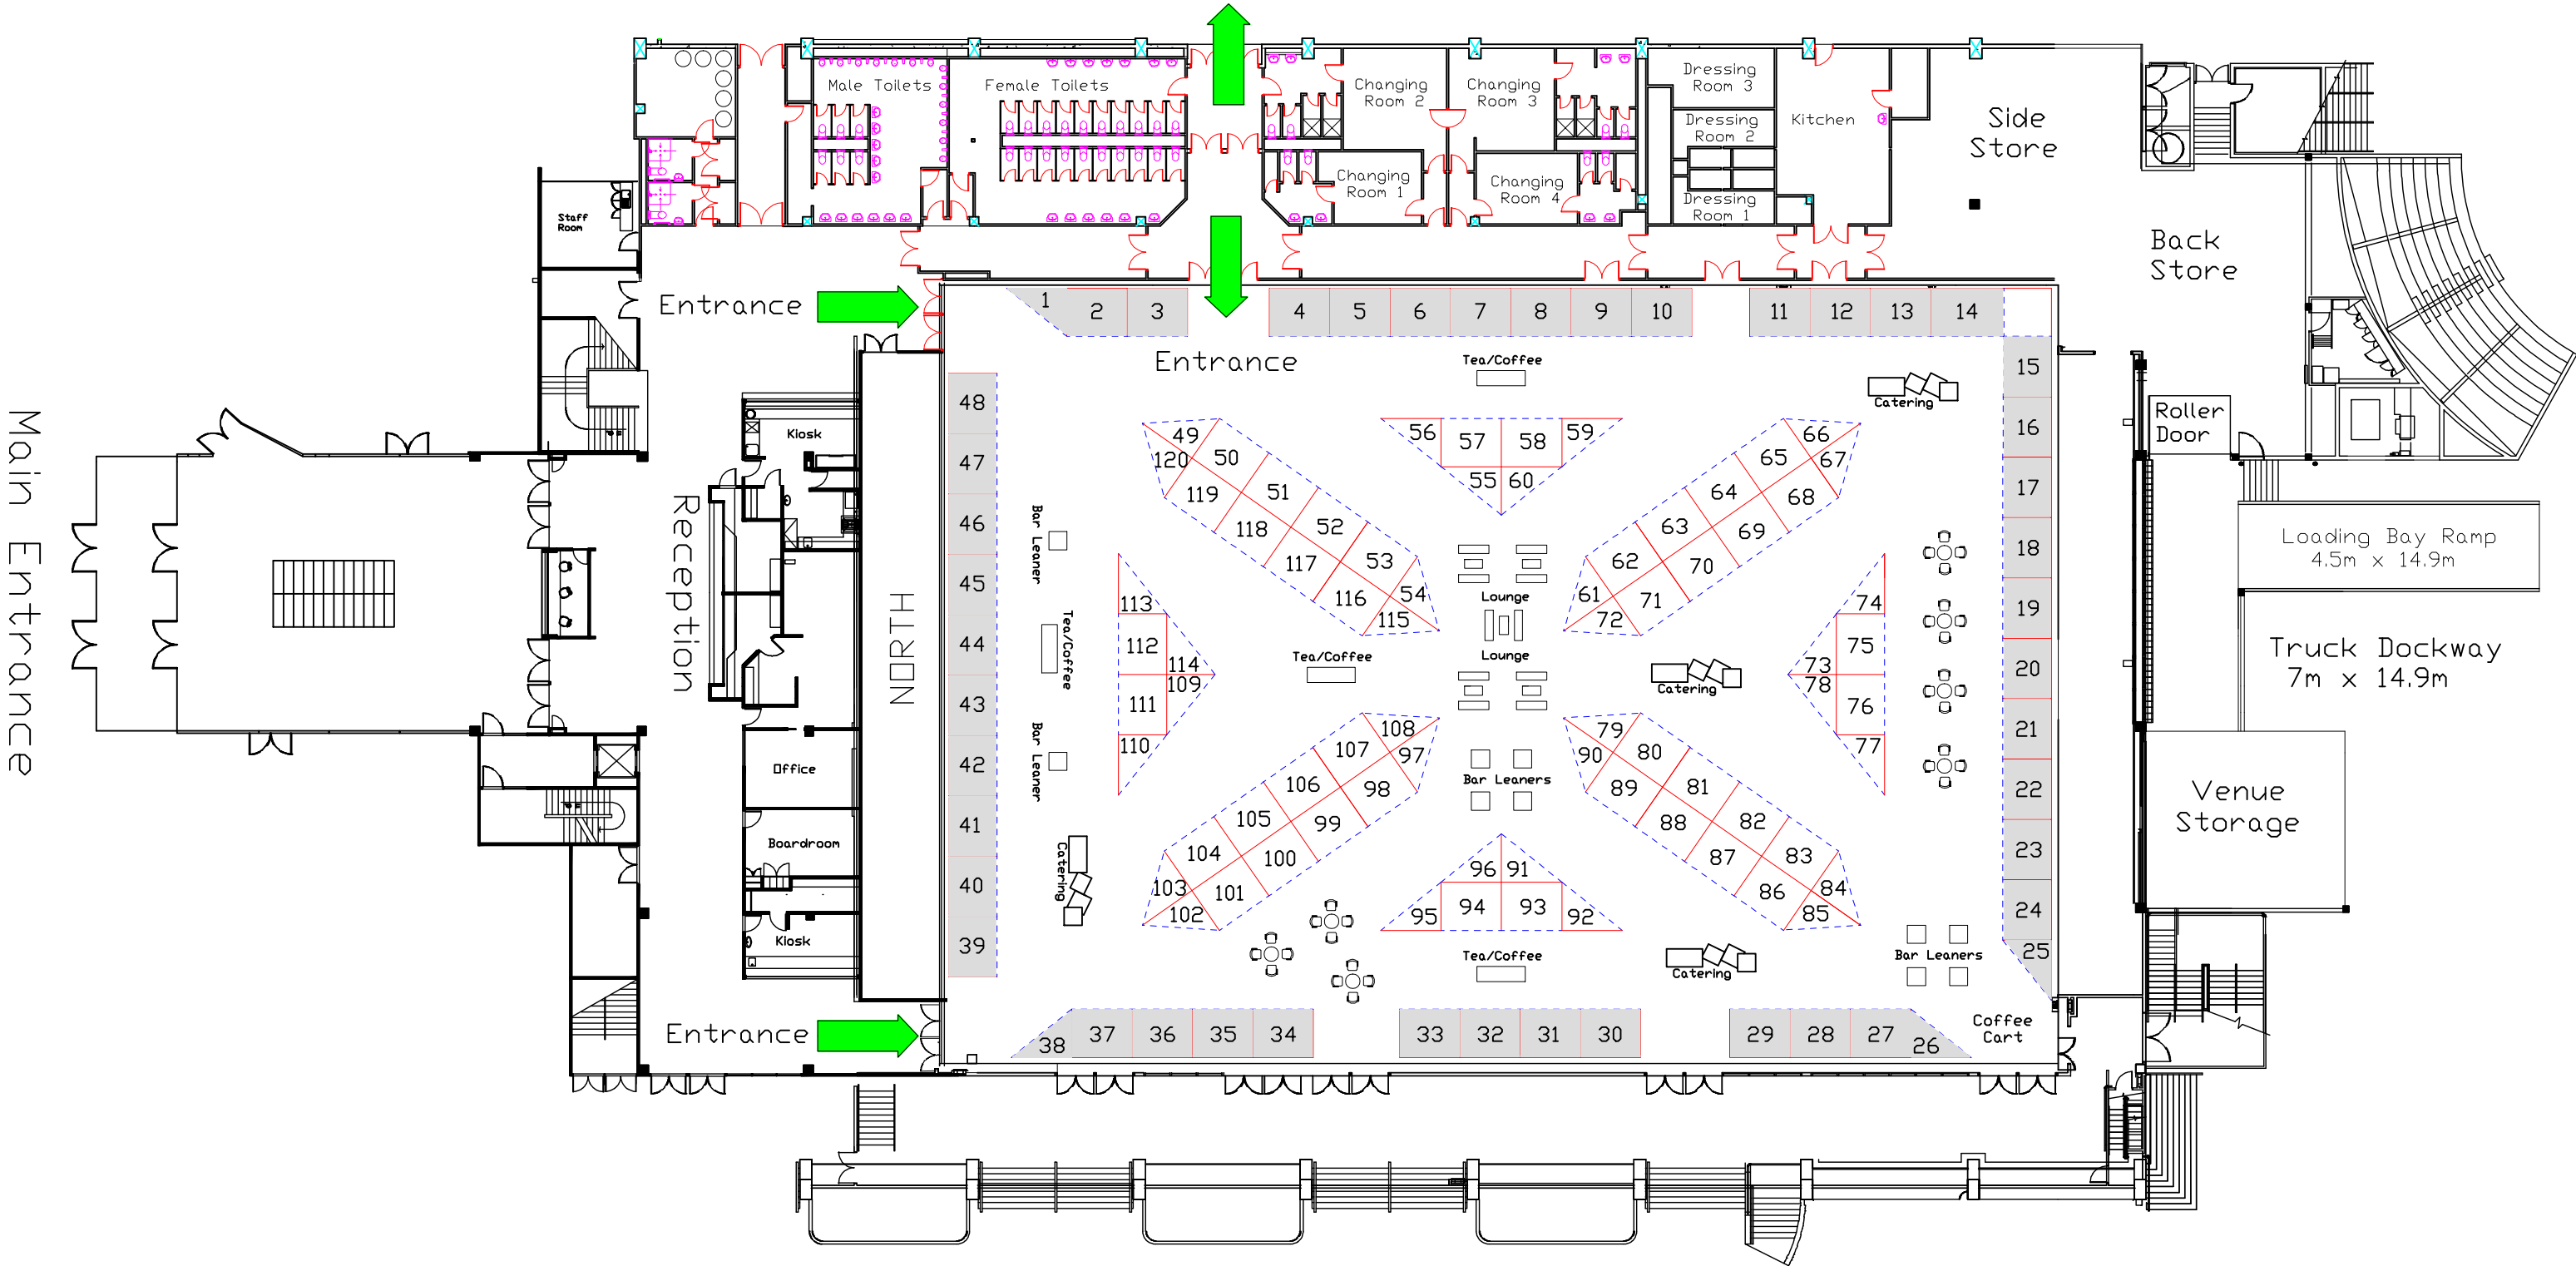 Male Toilets
Female Toilets
Changing
Room 2
Changing
Room 3
Dressing
Room 3
Dressing
Room 2
Kitchen
Side
Store
Changing
Room 1
Changing
Room 4
Dressing
Room 1
Staff
Room
Back
Store
Entrance
1
2
3
4
5
6
7
8
9
10
11
12
13
14
Entrance
Tea/Coffee
Catering
15
16
17
18
19
20
21
22
23
24
25
48
47
46
45
44
43
42
41
40
39
Roller
Door
Loading Bay Ramp
4.5m x 14.9m
Truck Dockway
7m x 14.9m
Venue
Storage
Main Entrance
Reception
Kiosk
NORTH
Office
Boardroom
Kiosk
Bar
Leaner
Tea/Coffee
Bar
Leaner
Catering
49
50
51
52
53
54
120
119
118
117
116
115
56
57
58
59
55
60
66
65
64
63
62
61
67
68
69
70
71
72
113
112
114
109
111
110
Lounge
Lounge
Tea/Coffee
Catering
74
75
73
78
76
77
Bar Leaners
108
107
106
105
104
103
97
98
99
100
101
102
79
80
81
82
83
84
90
89
88
87
86
85
96
91
95
94
93
92
Tea/Coffee
Catering
Bar Leaners
Coffee
Cart
Entrance
38
37
36
35
34
33
32
31
30
29
28
27
26